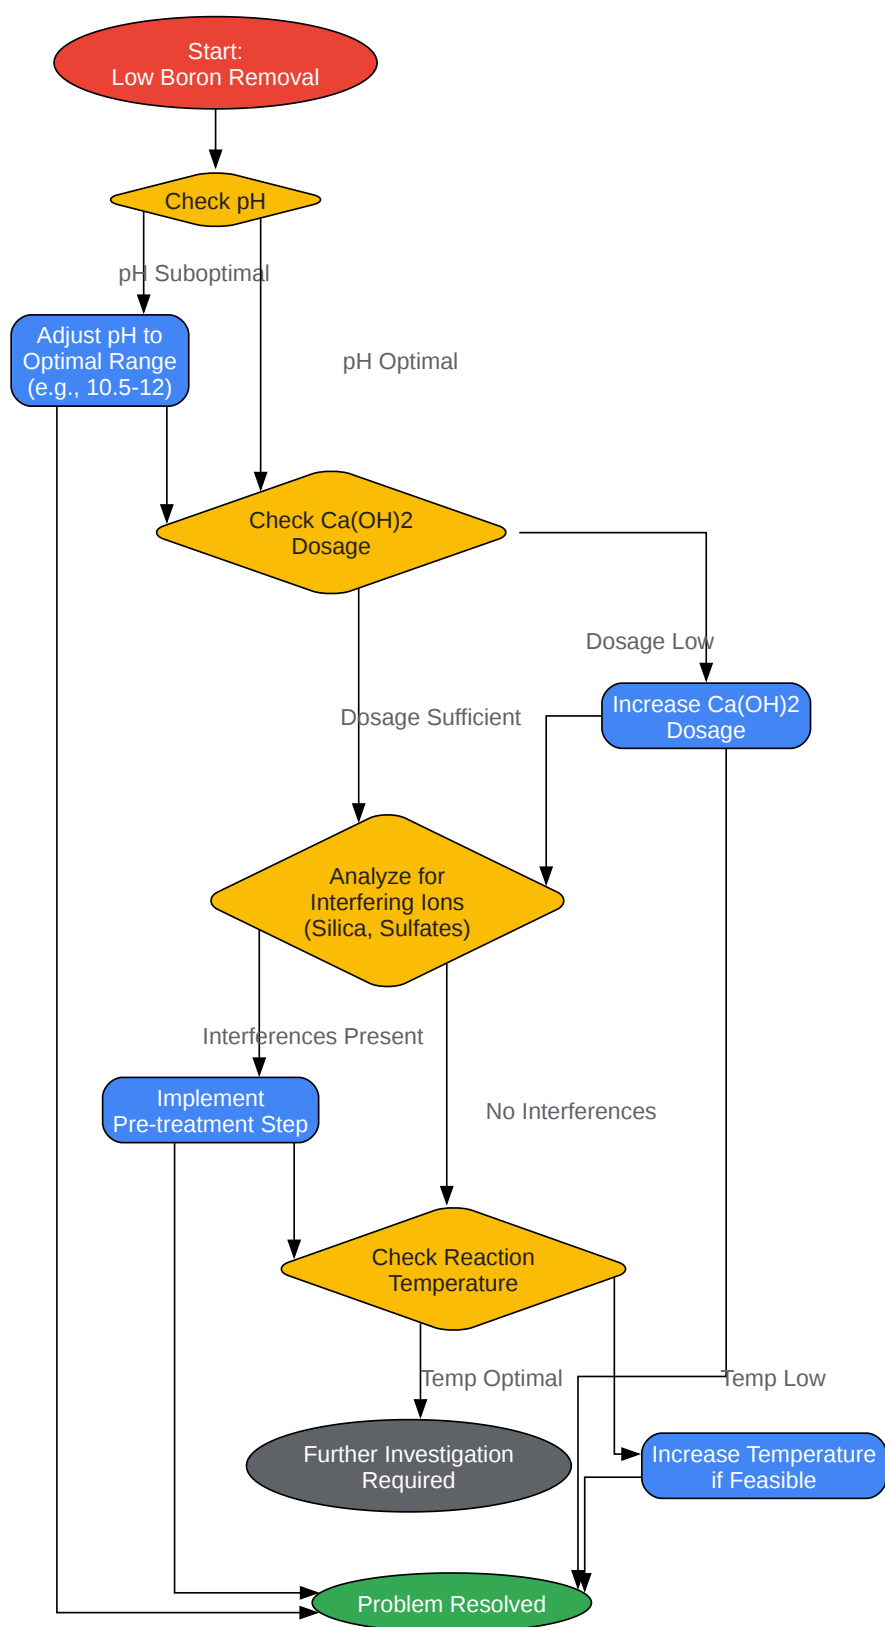 Start:
Low Boron Removal
Check pH
pH Suboptimal
Adjust pH to
Optimal Range
(e.g., 10.5-12)
pH Optimal
Check Ca(OH)2
Dosage
Dosage Low
Increase Ca(OH)2
Dosage
Dosage Sufficient
Analyze for
Interfering Ions
(Silica, Sulfates)
Interferences Present
Implement
Pre-treatment Step
No Interferences
Check Reaction
Temperature
Temp Optimal
Temp Low
Further Investigation
Required
Increase Temperature
if Feasible
Problem Resolved